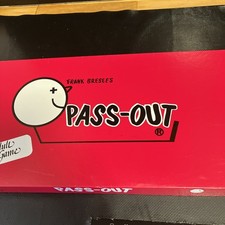 FRANK BRESEE'S
PASS-OUT
®
Adult
Game
PASS-OUT